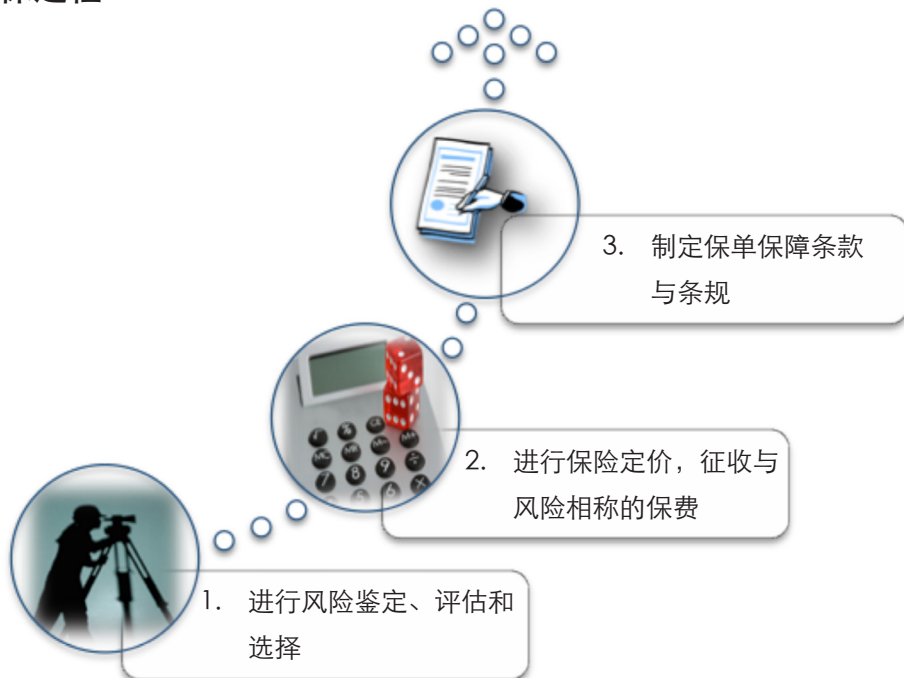 3. 制定保单保障条款
与条规
2. 进行保险定价，征收与
风险相称的保费
1. 进行风险鉴定、评估和
选择